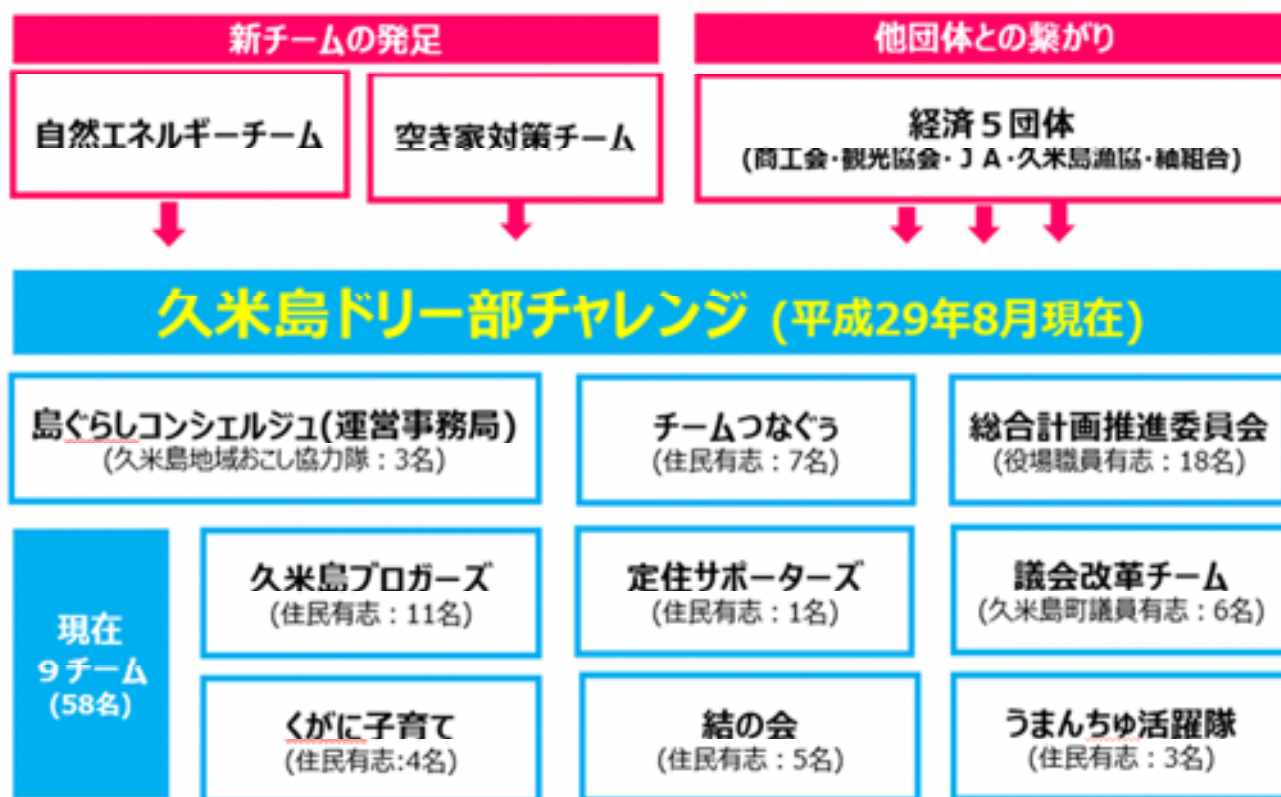 新チームの発足
他団体との繋がり
自然エネルギーチーム
空き家対策チーム
経済5団体
(商工会・観光協会・JA・久米島漁協・紬組合)
久米島ドリー部チャレンジ (平成29年8月現在)
島ぐらしコンシェルジュ(運営事務局)
(久米島地域おこし協力隊：3名)
チームつなぐぅ
(住民有志：7名)
総合計画推進委員会
(役場職員有志：18名)
現在
9チーム
(58名)
久米島ブロガーズ
(住民有志：11名)
定住サポーターズ
(住民有志：1名)
議会改革チーム
(久米島町議員有志：6名)
くがに子育て
(住民有志:4名)
結の会
(住民有志：5名)
うまんちゅ活躍隊
(住民有志：3名)